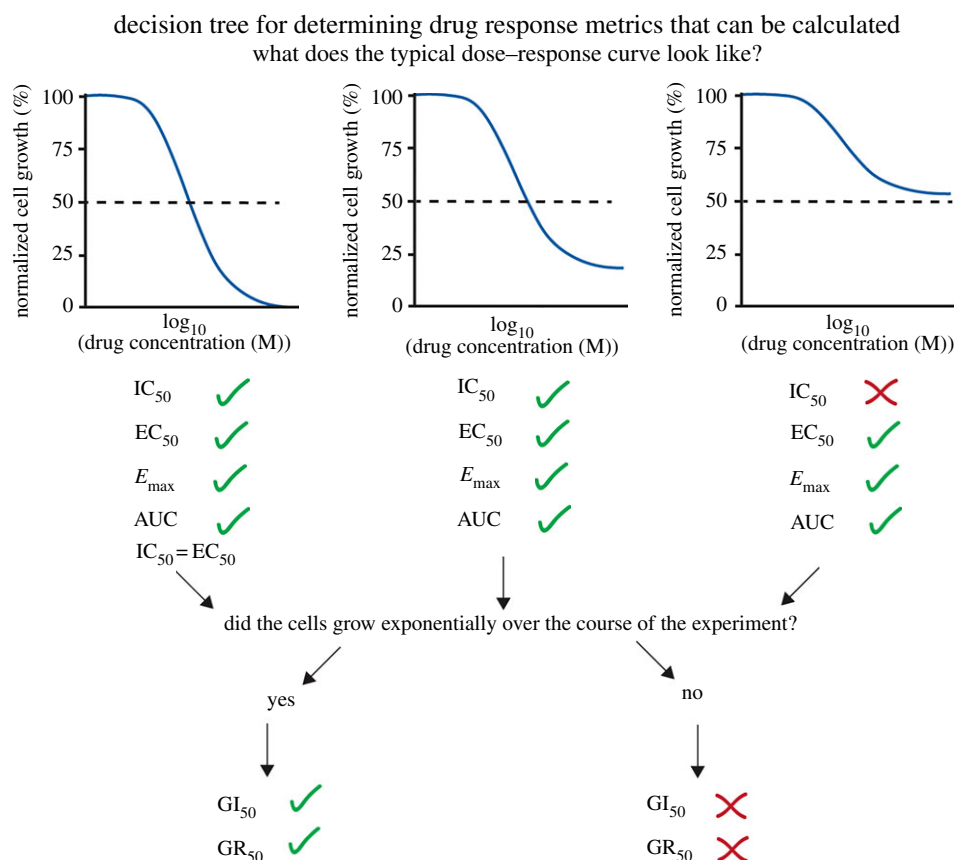 decision tree for determining drug response metrics that can be calculated
what does the typical dose–response curve look like?
normalized cell growth (%)
100
75
50
25
0
log10
(drug concentration (M))
normalized cell growth (%)
100
75
50
25
0
log10
(drug concentration (M))
normalized cell growth (%)
100
75
50
25
0
log10
(drug concentration (M))
IC50
EC50
Emax
AUC
IC50 = EC50
IC50
EC50
Emax
AUC
IC50
EC50
Emax
AUC
did the cells grow exponentially over the course of the experiment?
yes
no
GI50
GR50
GI50
GR50